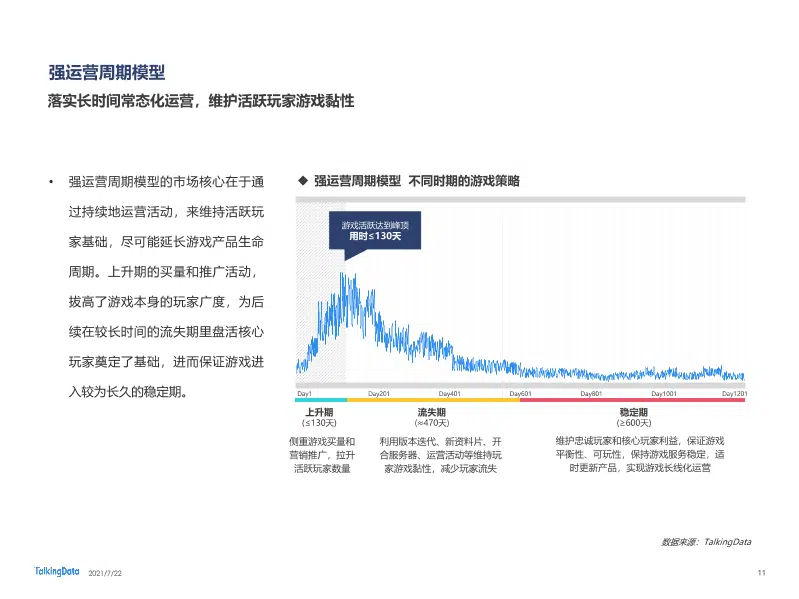 强运营周期模型
落实长时间常态化运营，维护活跃玩家游戏黏性
• 强运营周期模型的市场核心在于通
过持续地运营活动，来维持活跃玩
家基础，尽可能延长游戏产品生命
周期。上升期的买量和推广活动，
拔高了游戏本身的玩家广度，为后
续在较长时间的流失期里盘活核心
玩家奠定了基础，进而保证游戏进
入较为长久的稳定期。
◆ 强运营周期模型 不同时期的游戏策略
游戏活跃达到峰顶
用时≤130天
Day1 Day201 Day401 Day601 Day801 Day1001 Day1201
上升期
(≤130天)
侧重游戏买量和
营销推广，拉升
活跃玩家数量
流失期
(≈470天)
利用版本迭代、新资料片、开
合服务器、运营活动等维持玩
家游戏黏性，减少玩家流失
稳定期
(≥600天)
维护忠诚玩家和核心玩家利益，保证游戏
平衡性、可玩性，保持游戏服务稳定，适
时更新产品，实现游戏长线化运营
数据来源：TalkingData
TalkingData 2021/7/22
11